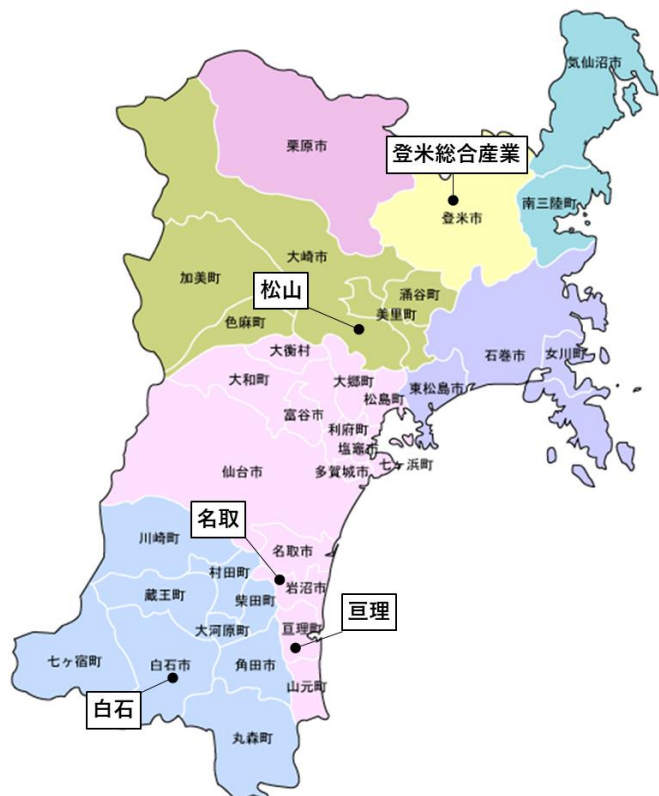 気仙沼市
栗原市
登米総合産業
南三陸町
登米市
大崎市
加美町
松山
涌谷町
美里町
色麻町
大衡村
石巻市
女川町
大和町
大郷町
東松島市
松島町
富谷市
利府町
塩竈市
仙台市
多賀城市
七ヶ浜町
名取
川崎町
名取市
村田町
岩沼市
蔵王町
柴田町
亘理
大河原町
亘理町
七ヶ宿町
白石市
角田市
山元町
白石
丸森町